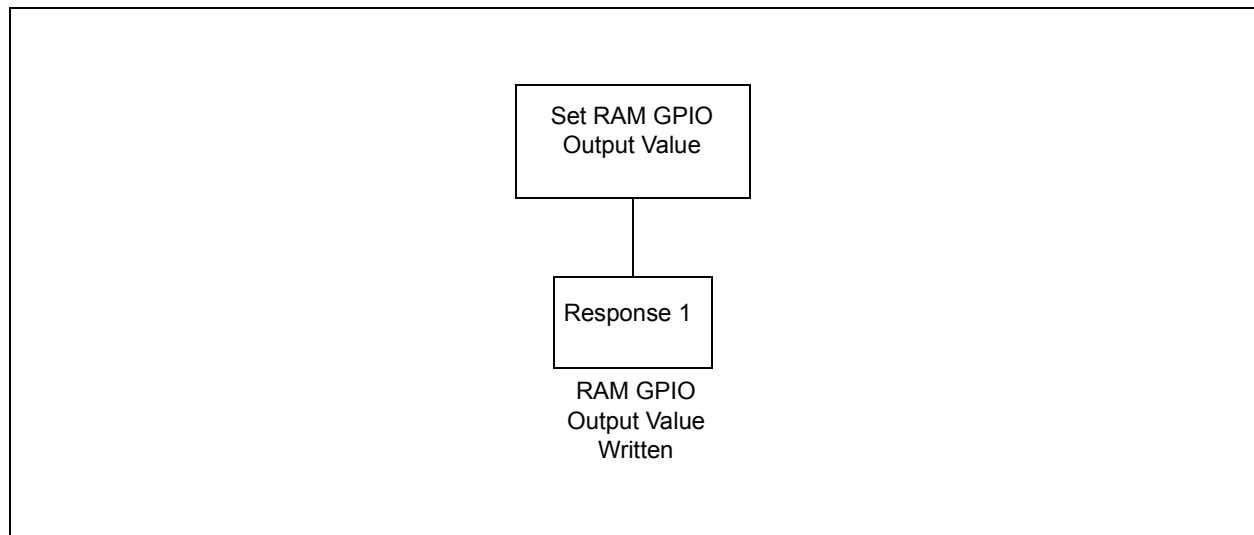 Set RAM GPIO
Output Value
Response 1
RAM GPIO
Output Value
Written